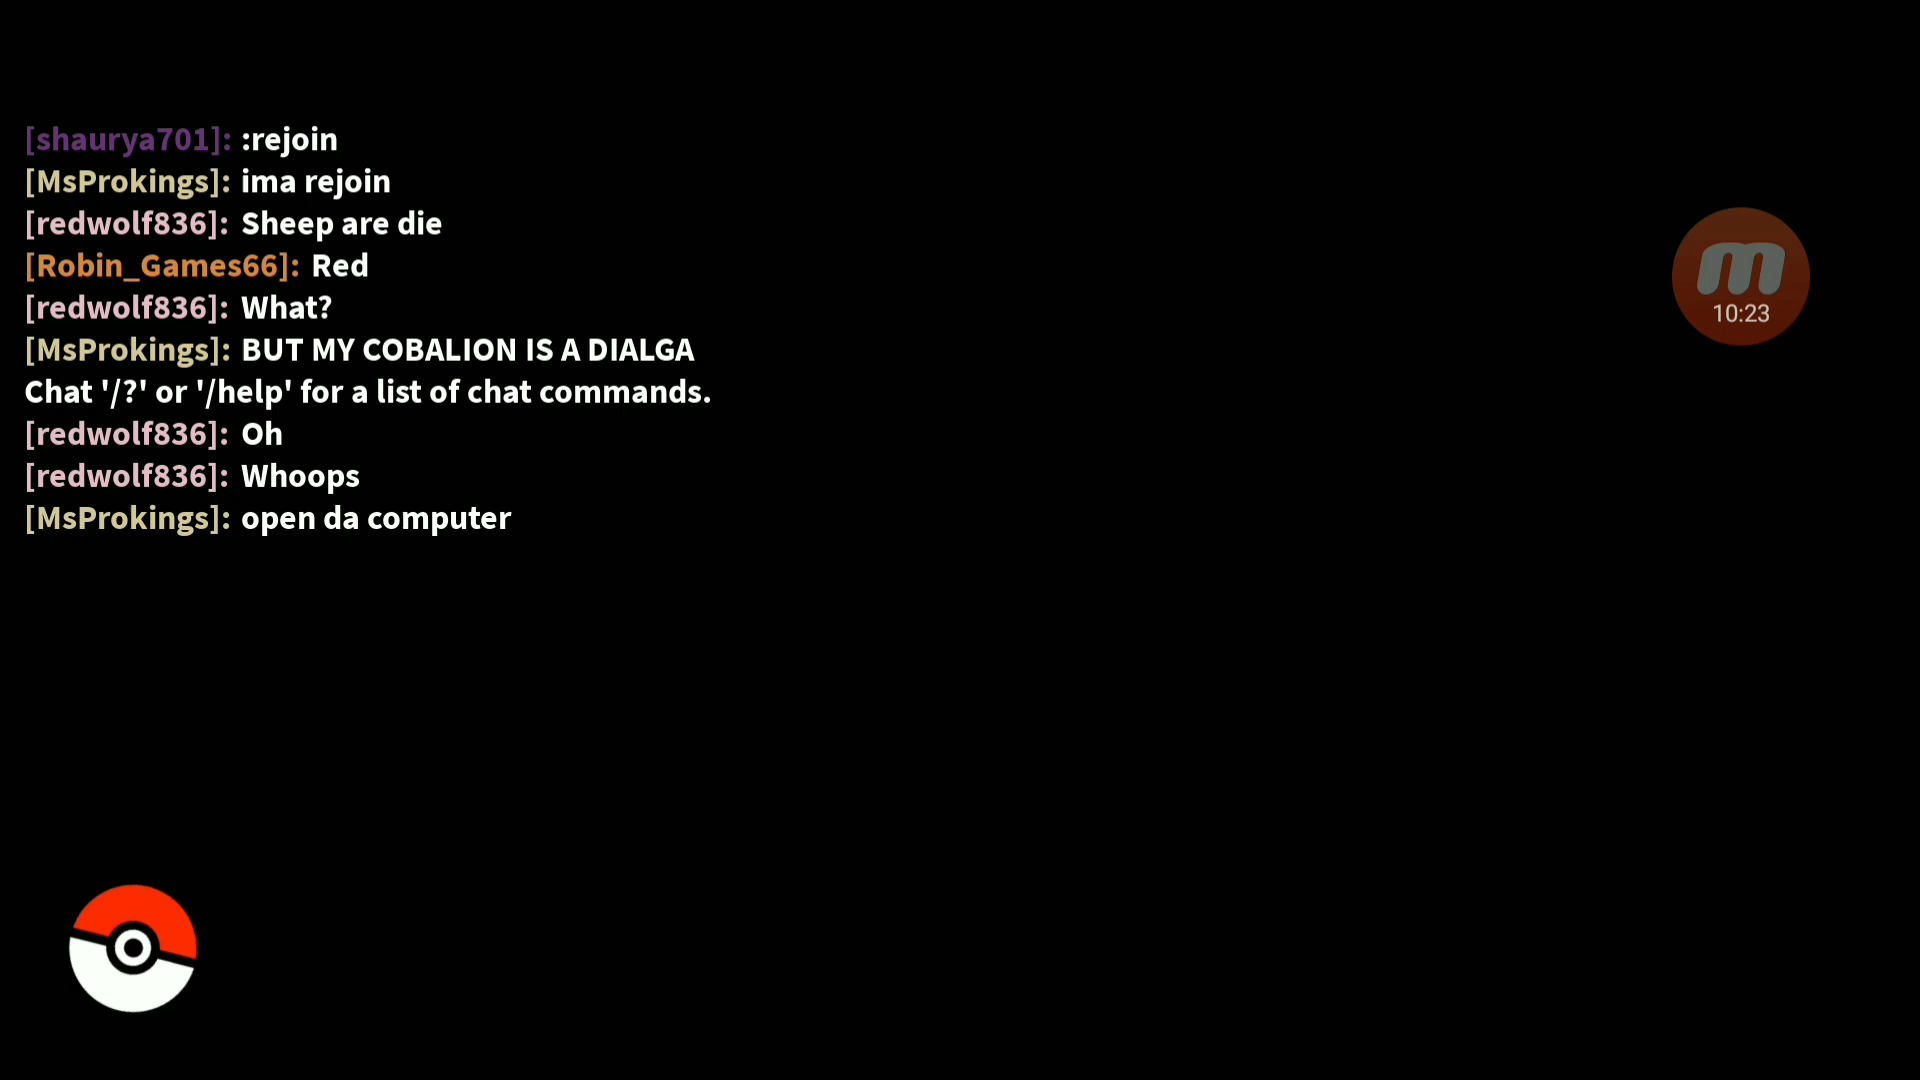 [shaurya701]: :rejoin
[MsProkings]: ima rejoin
[redwolf836]: Sheep are die
[Robin_Games66]: Red
[redwolf836]: What?
[MsProkings]: BUT MY COBALION IS A DIALGA
Chat '/?' or '/help' for a list of chat commands.
[redwolf836]: Oh
[redwolf836]: Whoops
[MsProkings]: open da computer
m
10:23